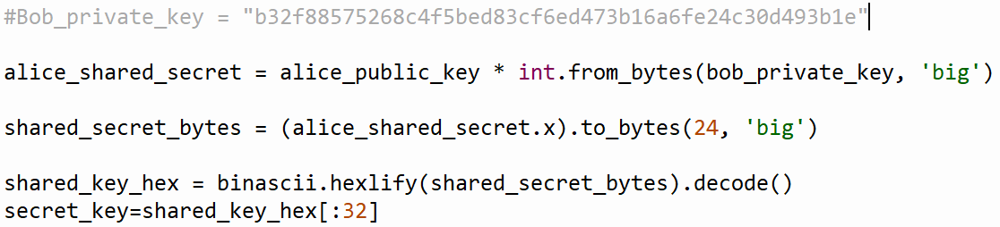 #Bob_private_key = "b32f88575268c4f5bed83cf6ed473b16a6fe24c30d493b1e"
alice_shared_secret = alice_public_key * int.from_bytes(bob_private_key, 'big')
shared_secret_bytes = (alice_shared_secret.x).to_bytes(24, 'big')
shared_key_hex = binascii.hexlify(shared_secret_bytes).decode()
secret_key=shared_key_hex[:32]